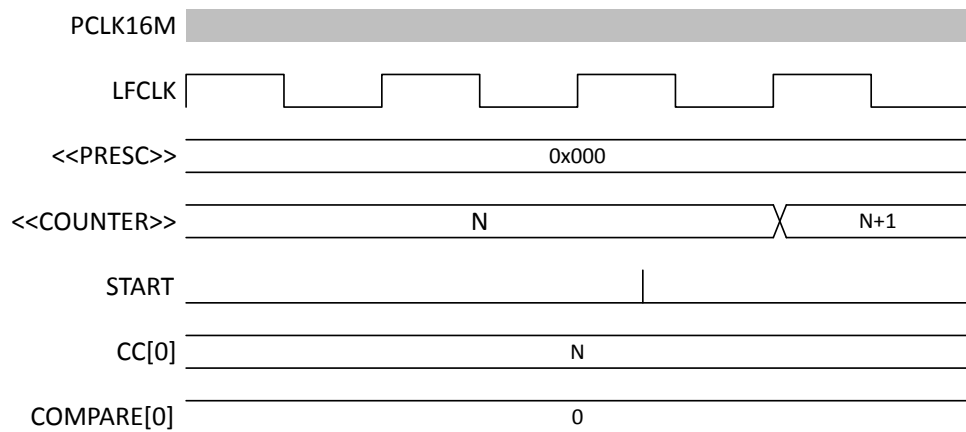 PCLK16M
LFCLK
<<PRESC>> 0x000
<<COUNTER>> N N+1
START
CC[0] N
COMPARE[0] 0